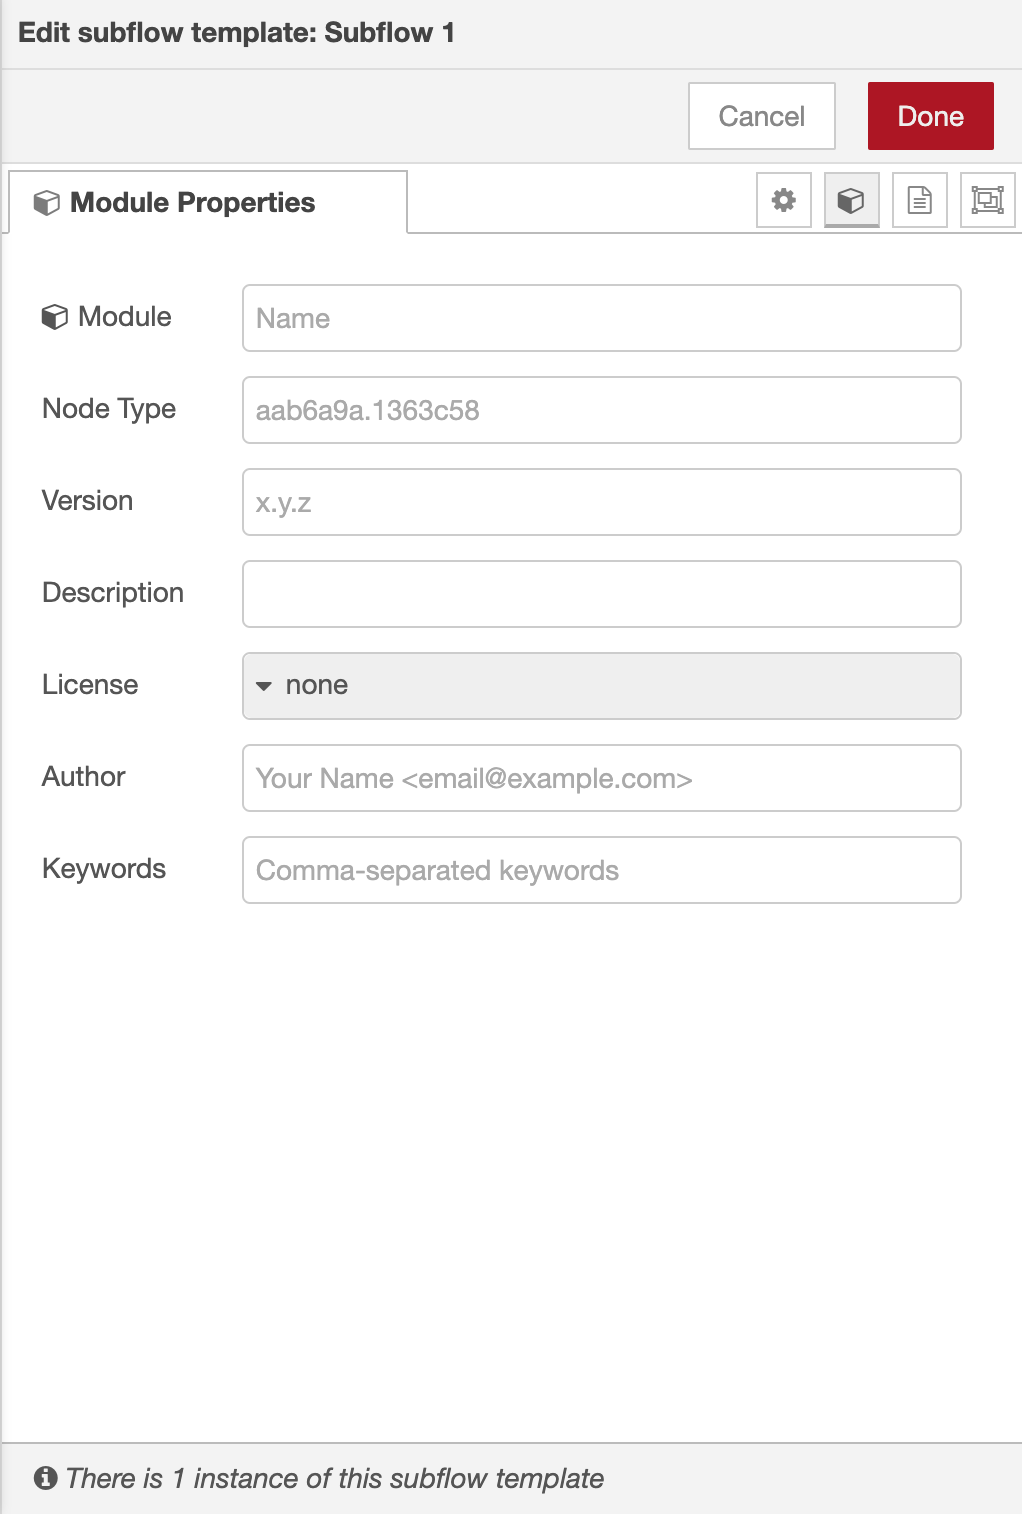 Edit subflow template: Subflow 1
Cancel Done
Module Properties
Module Name
Node Type aab6a9a.1363c58
Version x.y.z
Description
License none
Author Your Name <email@example.com>
Keywords Comma-separated keywords
There is 1 instance of this subflow template